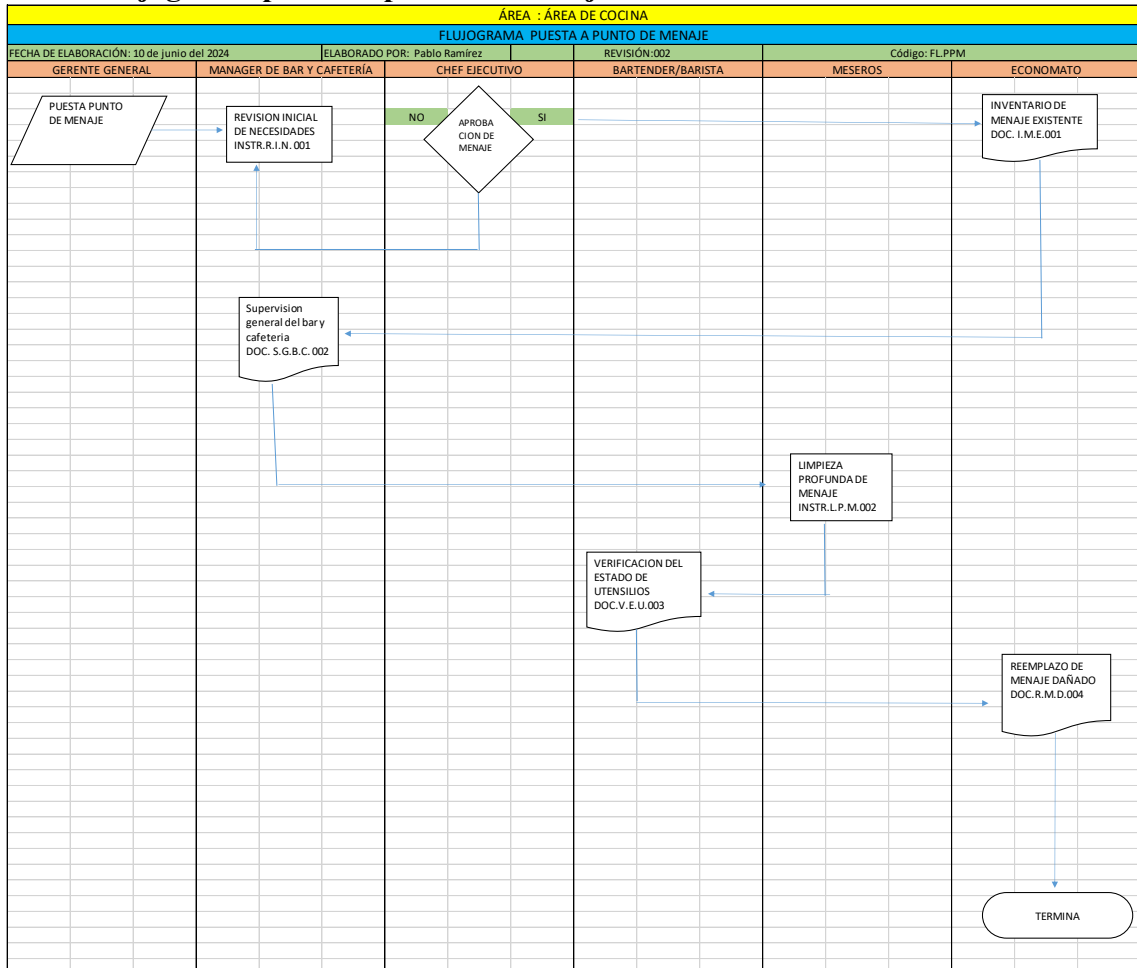 ÁREA : ÁREA DE COCINA
FLUJOGRAMA PUESTA A PUNTO DE MENAJE
FECHA DE ELABORACIÓN: 10 de junio del 2024 ELABORADO POR: Pablo Ramírez REVISIÓN:002 Código: FL.PPM
GERENTE GENERAL MANAGER DE BAR Y CAFETERÍA CHEF EJECUTIVO BARTENDER/BARISTA MESEROS ECONOMATO
PUESTA PUNTO
DE MENAJE
REVISION INICIAL
DE NECESIDADES
INSTR.R.I.N.001
NO
APROBA
CION DE
MENAJE
SI
INVENTARIO DE
MENAJE EXISTENTE
DOC. I.M.E.001
Supervision
general del bar y
cafeteria
DOC. S.G.B.C.002
LIMPIEZA
PROFUNDA DE
MENAJE
INSTR.L.P.M.002
VERIFICACION DEL
ESTADO DE
UTENSILIOS
DOC.V.E.U.003
REEMPLAZO DE
MENAJE DAÑADO
DOC.R.M.D.004
TERMINA